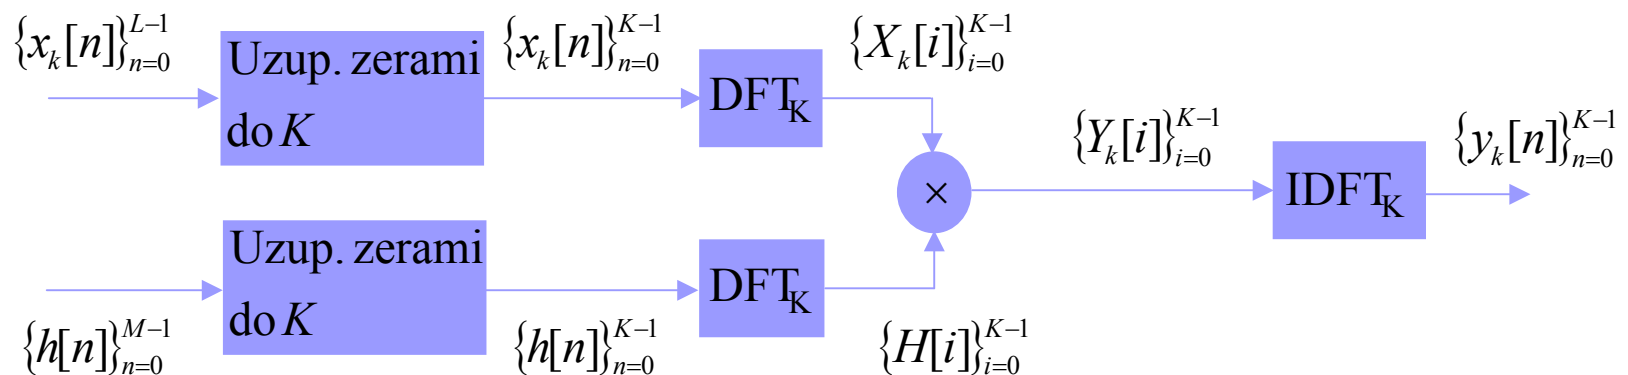 {x_k[n]}_{n=0}^{L-1}
Uzup. zerami
do K
{x_k[n]}_{n=0}^{K-1}
DFT_K
{X_k[i]}_{i=0}^{K-1}
×
{Y_k[i]}_{i=0}^{K-1}
IDFT_K
{y_k[n]}_{n=0}^{K-1}
{h[n]}_{n=0}^{M-1}
Uzup. zerami
do K
{h[n]}_{n=0}^{K-1}
DFT_K
{H[i]}_{i=0}^{K-1}